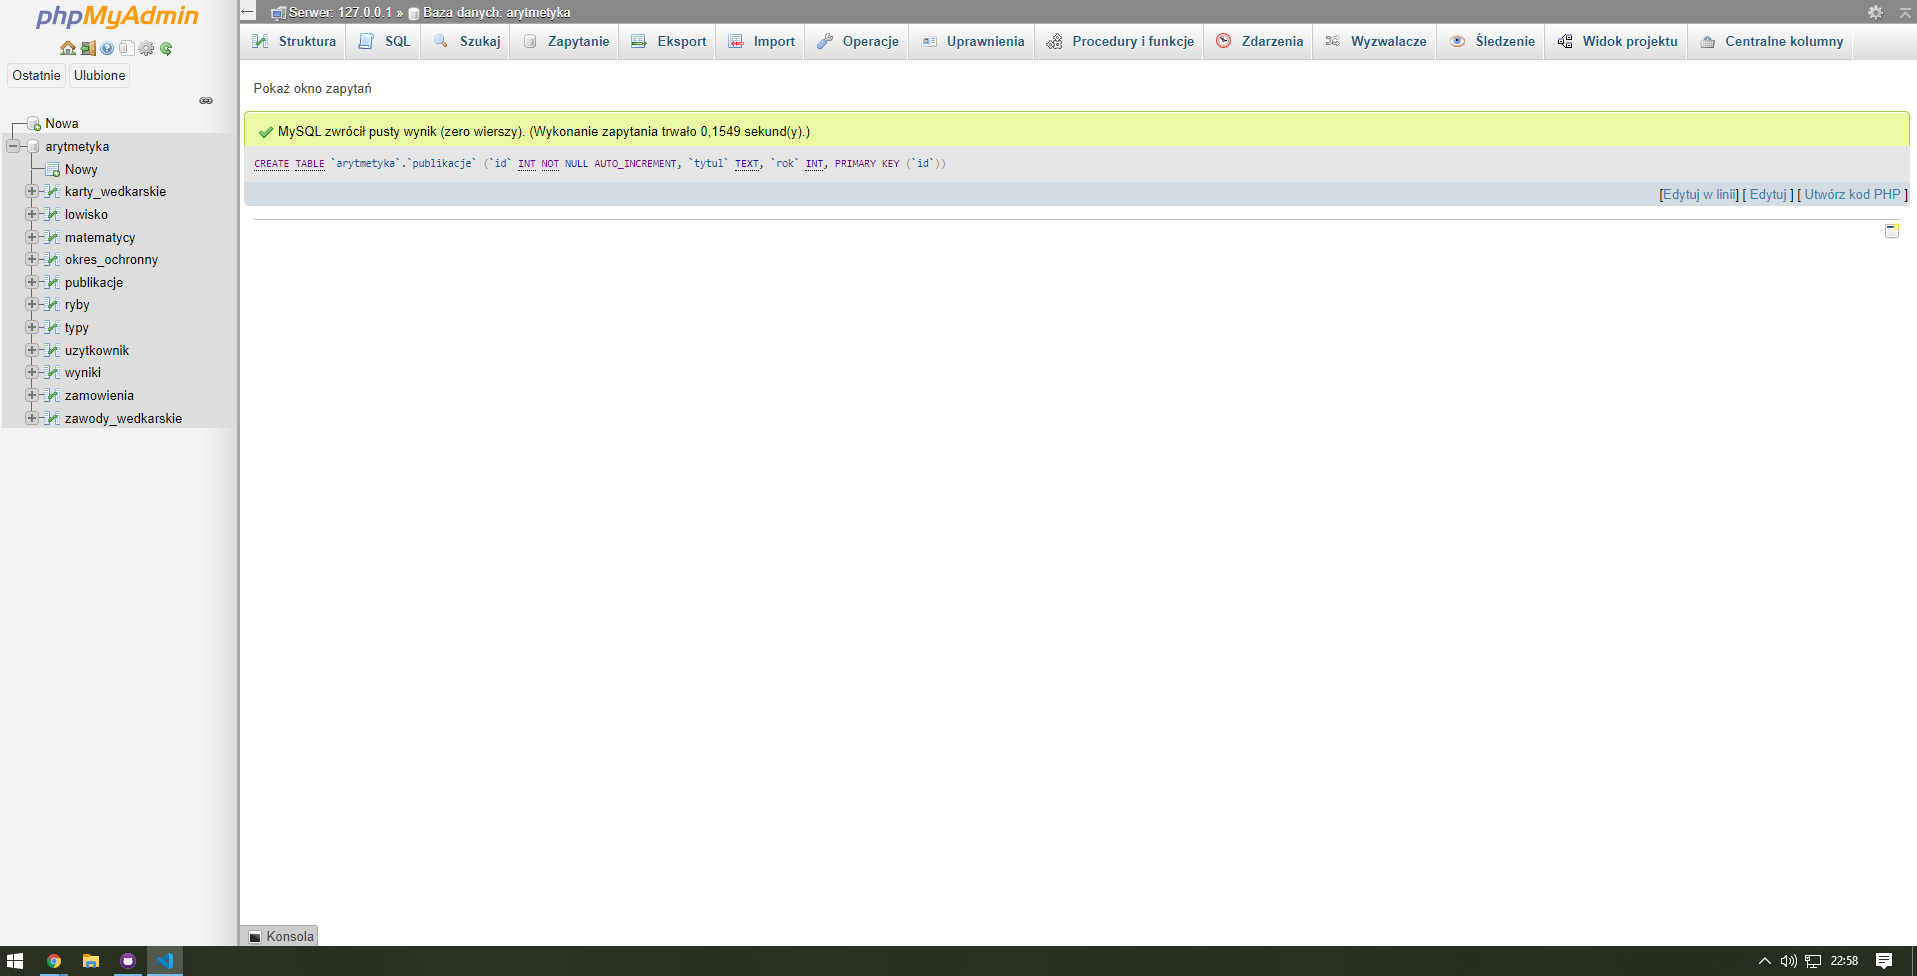 phpMyAdmin
Ostatnie Ulubione
Nowa
arytmetyka
Nowy
karty_wedkarskie
lowisko
matematycy
okres_ochronny
publikacje
ryby
typy
uzytkownik
wyniki
zamowienia
zawody_wedkarskie
Serwer: 127.0.0.1 » Baza danych: arytmetyka
Struktura SQL Szukaj Zapytanie Eksport Import Operacje Uprawnienia Procedury i funkcje Zdarzenia Wyzwalacze Śledzenie Widok projektu Centralne kolumny
Pokaż okno zapytań
MySQL zwrócił pusty wynik (zero wierszy). (Wykonanie zapytania trwało 0,1549 sekund(y).)
CREATE TABLE `arytmetyka`.`publikacje` (`id` INT NOT NULL AUTO_INCREMENT, `tytul` TEXT, `rok` INT, PRIMARY KEY (`id`))
[Edytuj w linii] [ Edytuj ] [ Utwórz kod PHP ]
Konsola
22:58